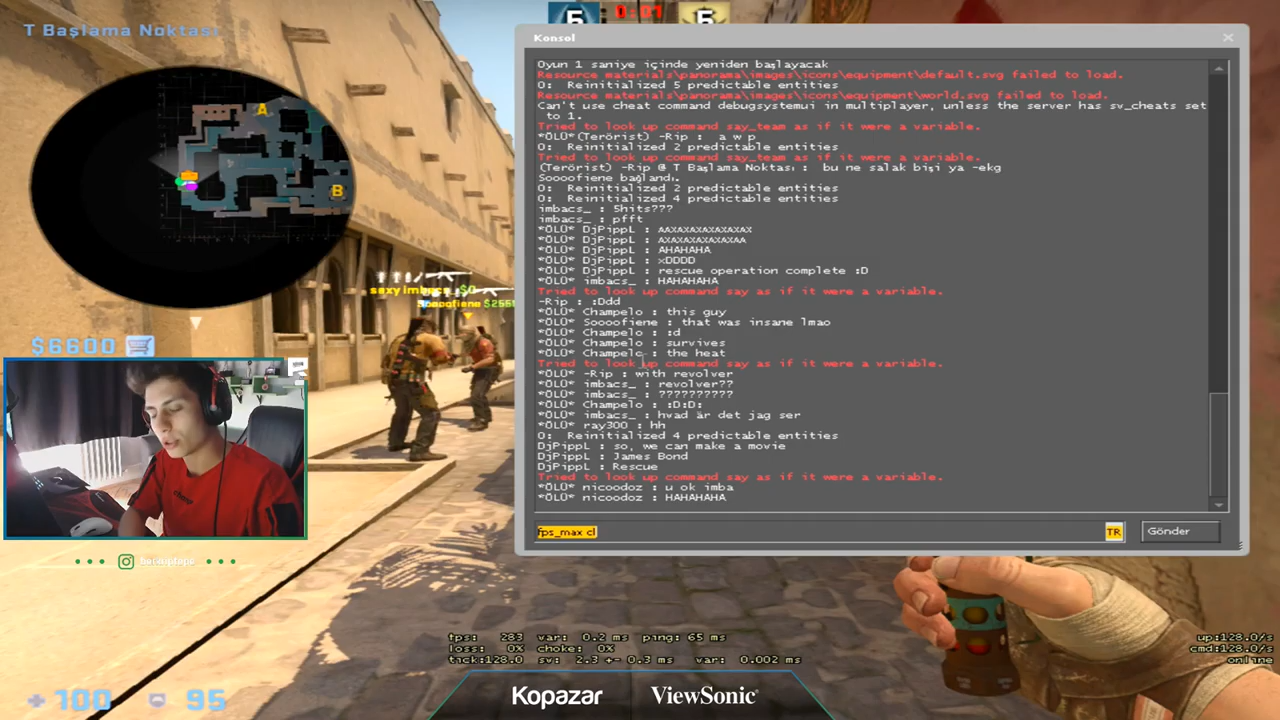 T Başlama Noktası
5
0:01
5
A
B
sexy imbacs $0
Sooofiene $255
$6600
Konsol
Oyun 1 saniye içinde yeniden başlayacak
Resource materials\panorama\images\icons\equipment\default.svg failed to load.
0: Reinitialized 5 predictable entities
Resource materials\panorama\images\icons\equipment\world.svg failed to load.
Can't use cheat command debugsystemui in multiplayer, unless the server has sv_cheats set
to 1.
Tried to look up command say_team as if it were a variable.
*ÖLÜ*(Terörist) -Rip : a w p
0: Reinitialized 2 predictable entities
Tried to look up command say_team as if it were a variable.
(Terörist) -Rip @ T Başlama Noktası : bu ne salak bişi ya -ekg
Soooofiene bağlandı.
0: Reinitialized 2 predictable entities
0: Reinitialized 4 predictable entities
imbacs_ : 5hits???
imbacs_ : pfft
*ÖLÜ* DjPippL : AAXAXAXAXAXAXAX
*ÖLÜ* DjPippL : AXAXAXAXAXAXAA
*ÖLÜ* DjPippL : AHAHAHA
*ÖLÜ* DjPippL : xDDDD
*ÖLÜ* DjPippL : rescue operation complete :D
*ÖLÜ* imbacs_ : HAHAHAHA
Tried to look up command say as if it were a variable.
-Rip : :Ddd
*ÖLÜ* Champelo : this guy
*ÖLÜ* Soooofiene : that was insane lmao
*ÖLÜ* Champelo : :d
*ÖLÜ* Champelo : survives
*ÖLÜ* Champelo : the heat
Tried to look up command say as if it were a variable.
*ÖLÜ* -Rip : with revolver
*ÖLÜ* imbacs_ : revolver??
*ÖLÜ* imbacs_ : ??????????
*ÖLÜ* Champelo : :D:D:
*ÖLÜ* imbacs_ : hvad är det jag ser
*ÖLÜ* ray300 : hh
0: Reinitialized 4 predictable entities
DjPippL : so, we can make a movie
DjPippL : James Bond
DjPippL : Rescue
Tried to look up command say as if it were a variable.
*ÖLÜ* nicoodoz : u ok imba
*ÖLÜ* nicoodoz : HAHAHAHA
fps_max cl
TR
Gönder
fps: 283 var: 0.2 ms ping: 65 ms
loss: 0% choke: 0%
tick:128.0 sv: 2.3 +- 0.3 ms var: 0.002 ms
up:128.0/s
cmd:128.0/s
online
100
95
Kopazar
ViewSonic